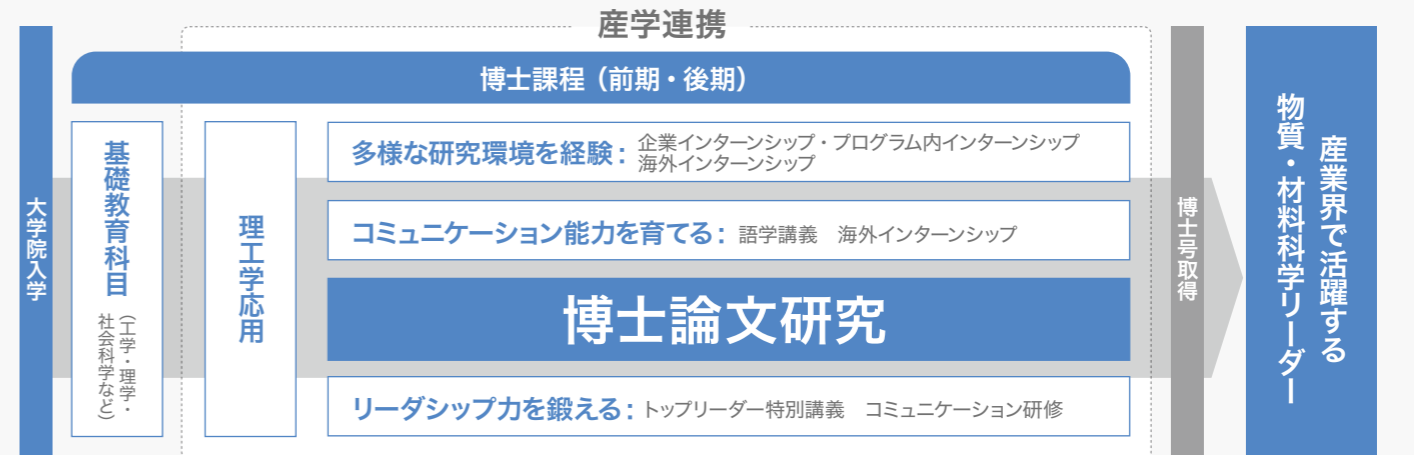 産学連携
博士課程（前期・後期）
大学院入学
基礎教育科目
（工学・理学・
社会科学など）
理工学応用
多様な研究環境を経験：
企業インターンシップ・プログラム内インターンシップ
海外インターンシップ
コミュニケーション能力を育てる：語学講義　海外インターンシップ
博士論文研究
リーダシップ力を鍛える：トップリーダー特別講義　コミュニケーション研修
博士号取得
産業界で活躍する
物質・材料科学リーダー